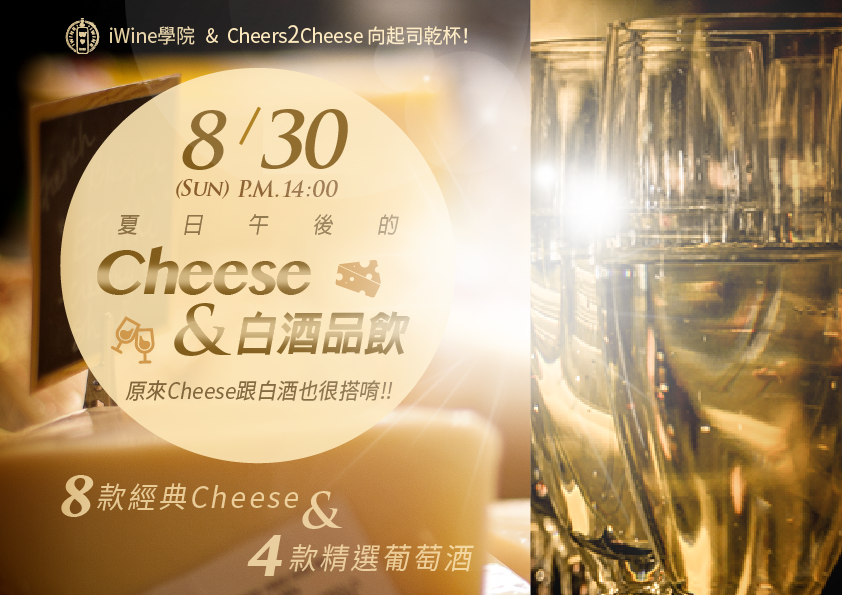 iWine學院 & Cheers2Cheese 向起司乾杯!
8/30
(SUN) P.M. 14:00
夏日午後的
Cheese
&白酒品飲
原來Cheese跟白酒也很搭唷!!
8款經典Cheese
&
4款精選葡萄酒